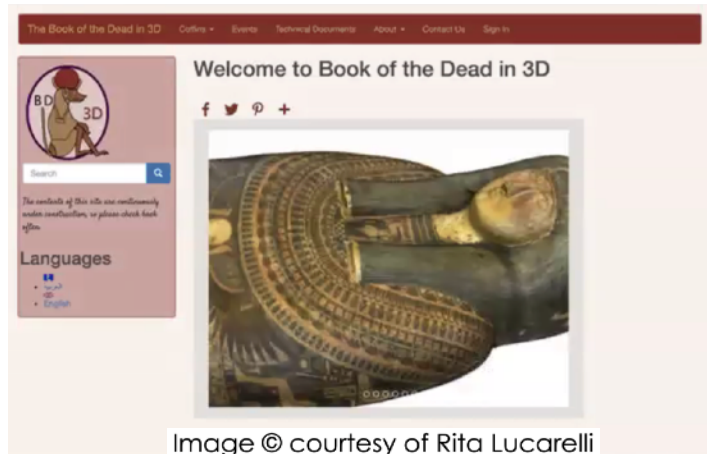 The Book of the Dead in 3D Coffins Events Technical Documents About Contact Us Sign In
Welcome to Book of the Dead in 3D
BD
3D
Search
The contents of this site are continuously
under construction, so please check back
often.
Languages
العربية
English
Image © courtesy of Rita Lucarelli